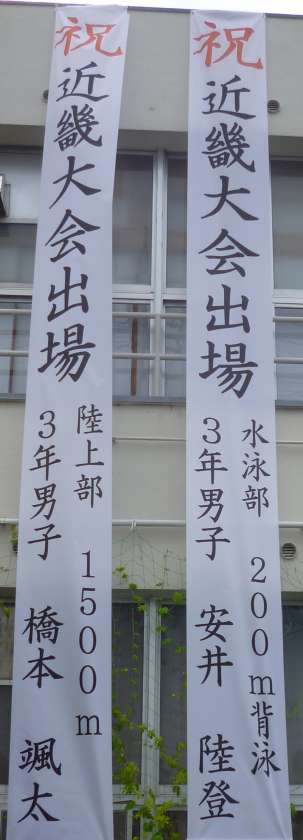 祝近畿大会出場
水泳部 200m背泳
3年男子 安井 陸登
祝近畿大会出場
陸上部 1500m
3年男子 橋本 颯太